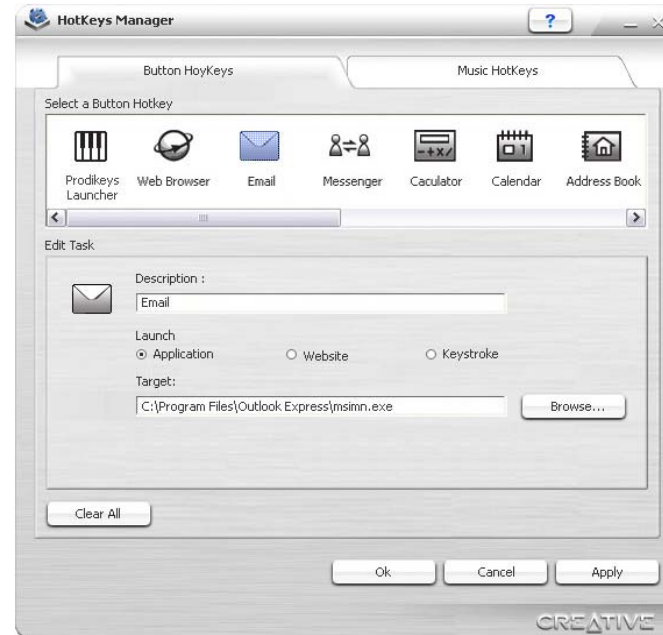 HotKeys Manager
?
Button HoyKeys
Music HotKeys
Select a Button Hotkey
Prodikeys Launcher
Web Browser
Email
Messenger
Caculator
Calendar
Address Book
Edit Task
Description :
Email
Launch
Application
Website
Keystroke
Target:
C:\Program Files\Outlook Express\msimn.exe
Browse...
Clear All
Ok
Cancel
Apply
CREATIVE